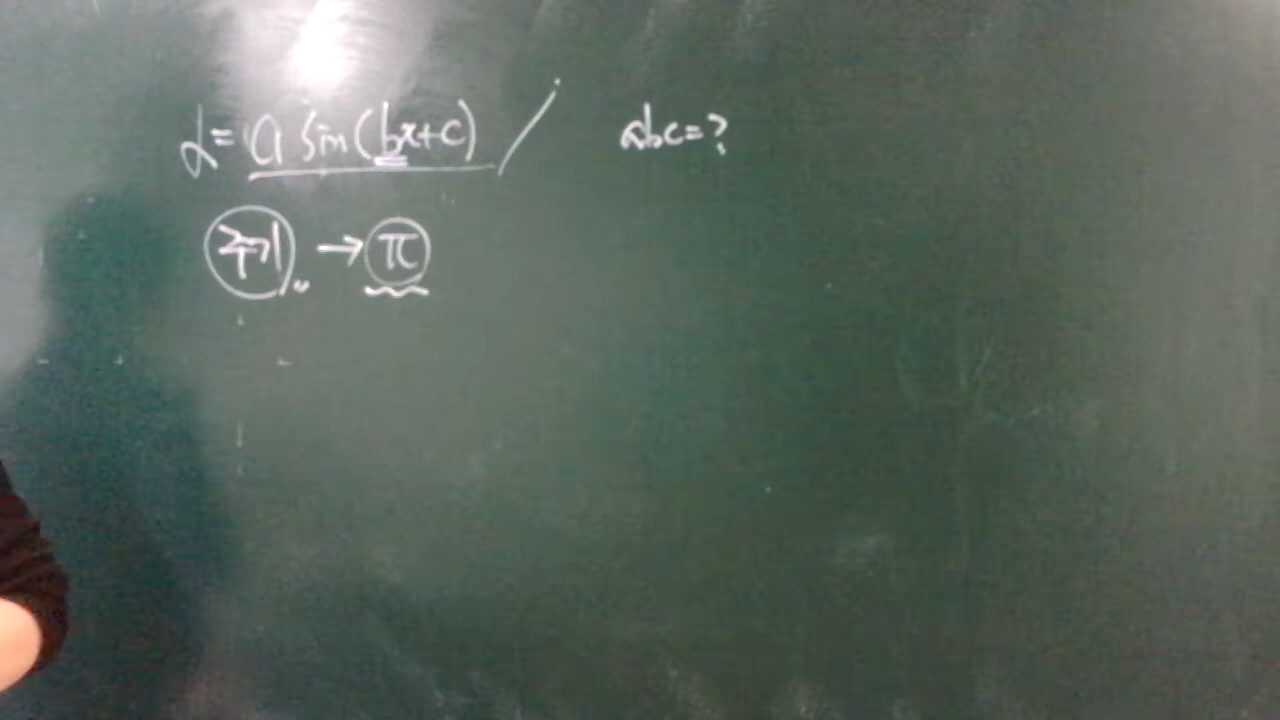 y = a sin(bx+c) / abc=?
주기 → π